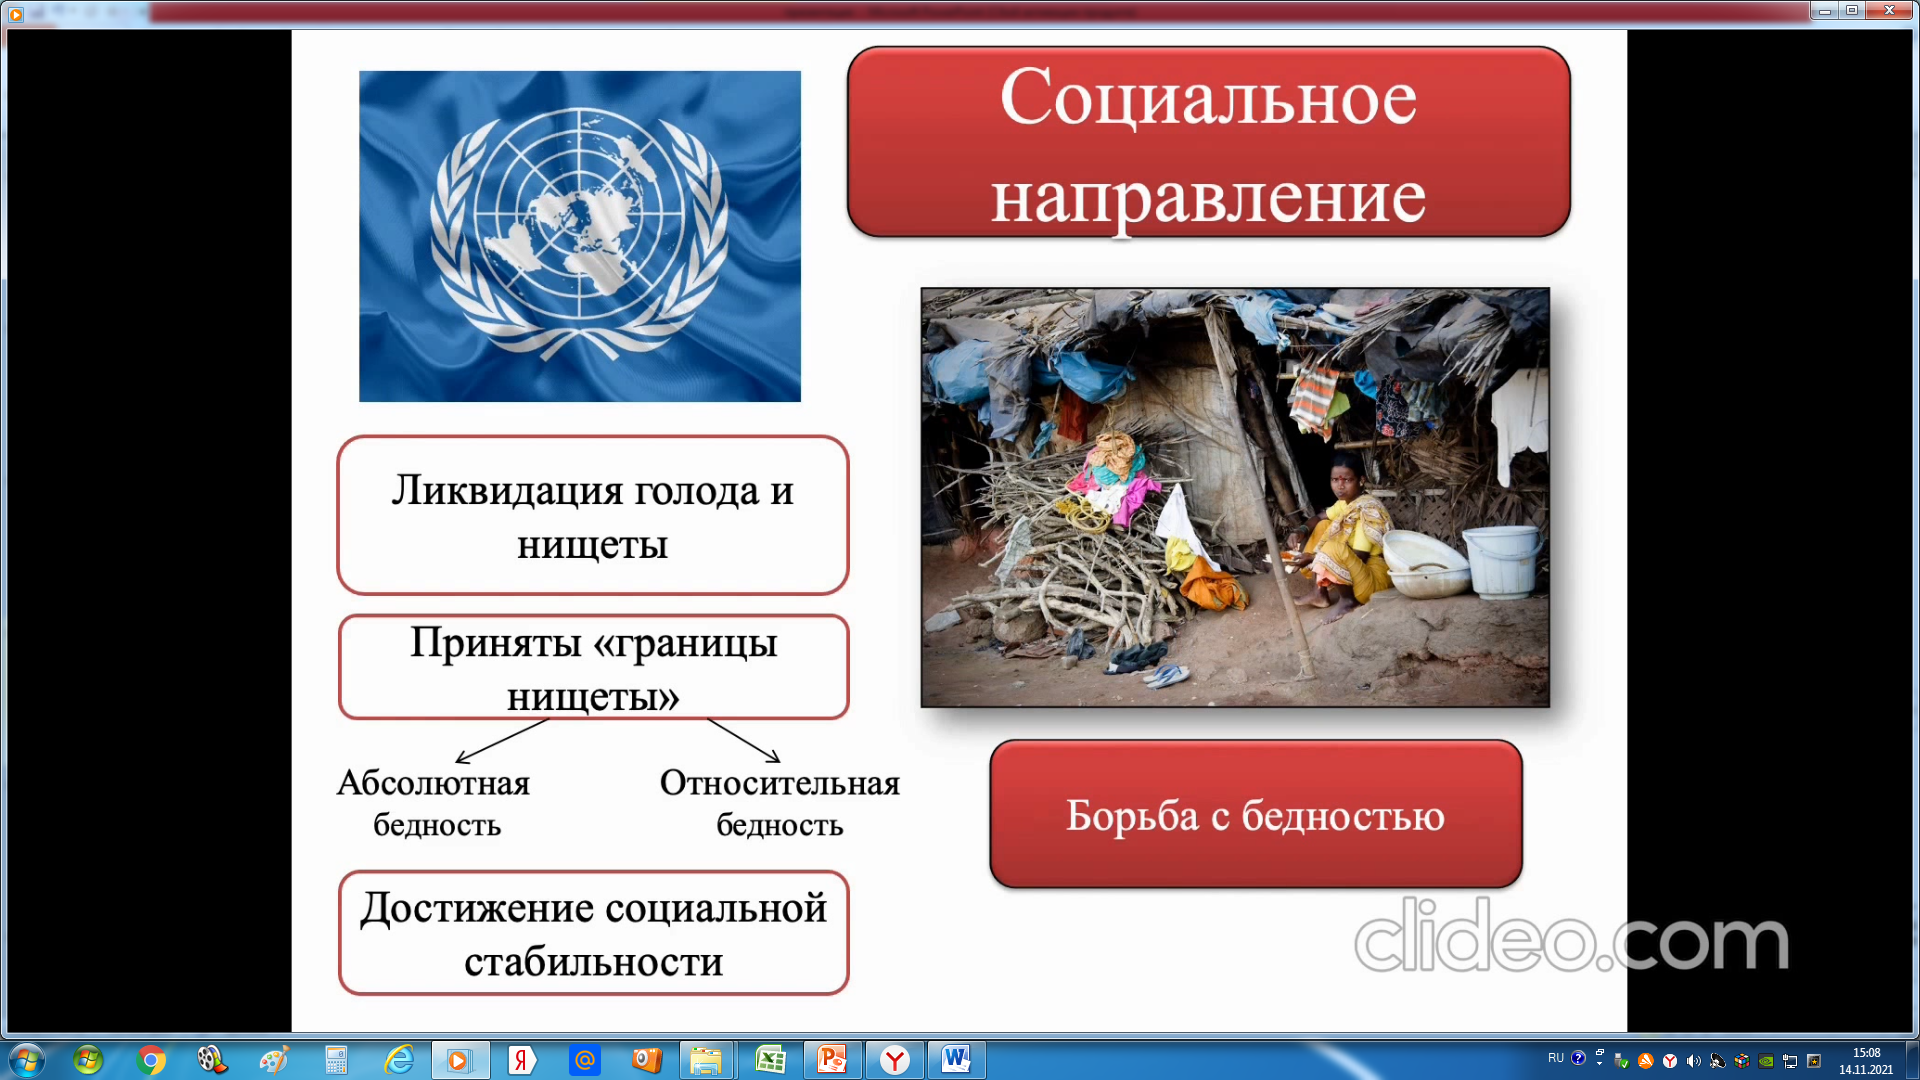 Социальное
направление
Ликвидация голода и
нищеты
Приняты «границы
нищеты»
Абсолютная
бедность
Относительная
бедность
Достижение социальной
стабильности
Борьба с бедностью
clideo.com
RU
15:08
14.11.2021